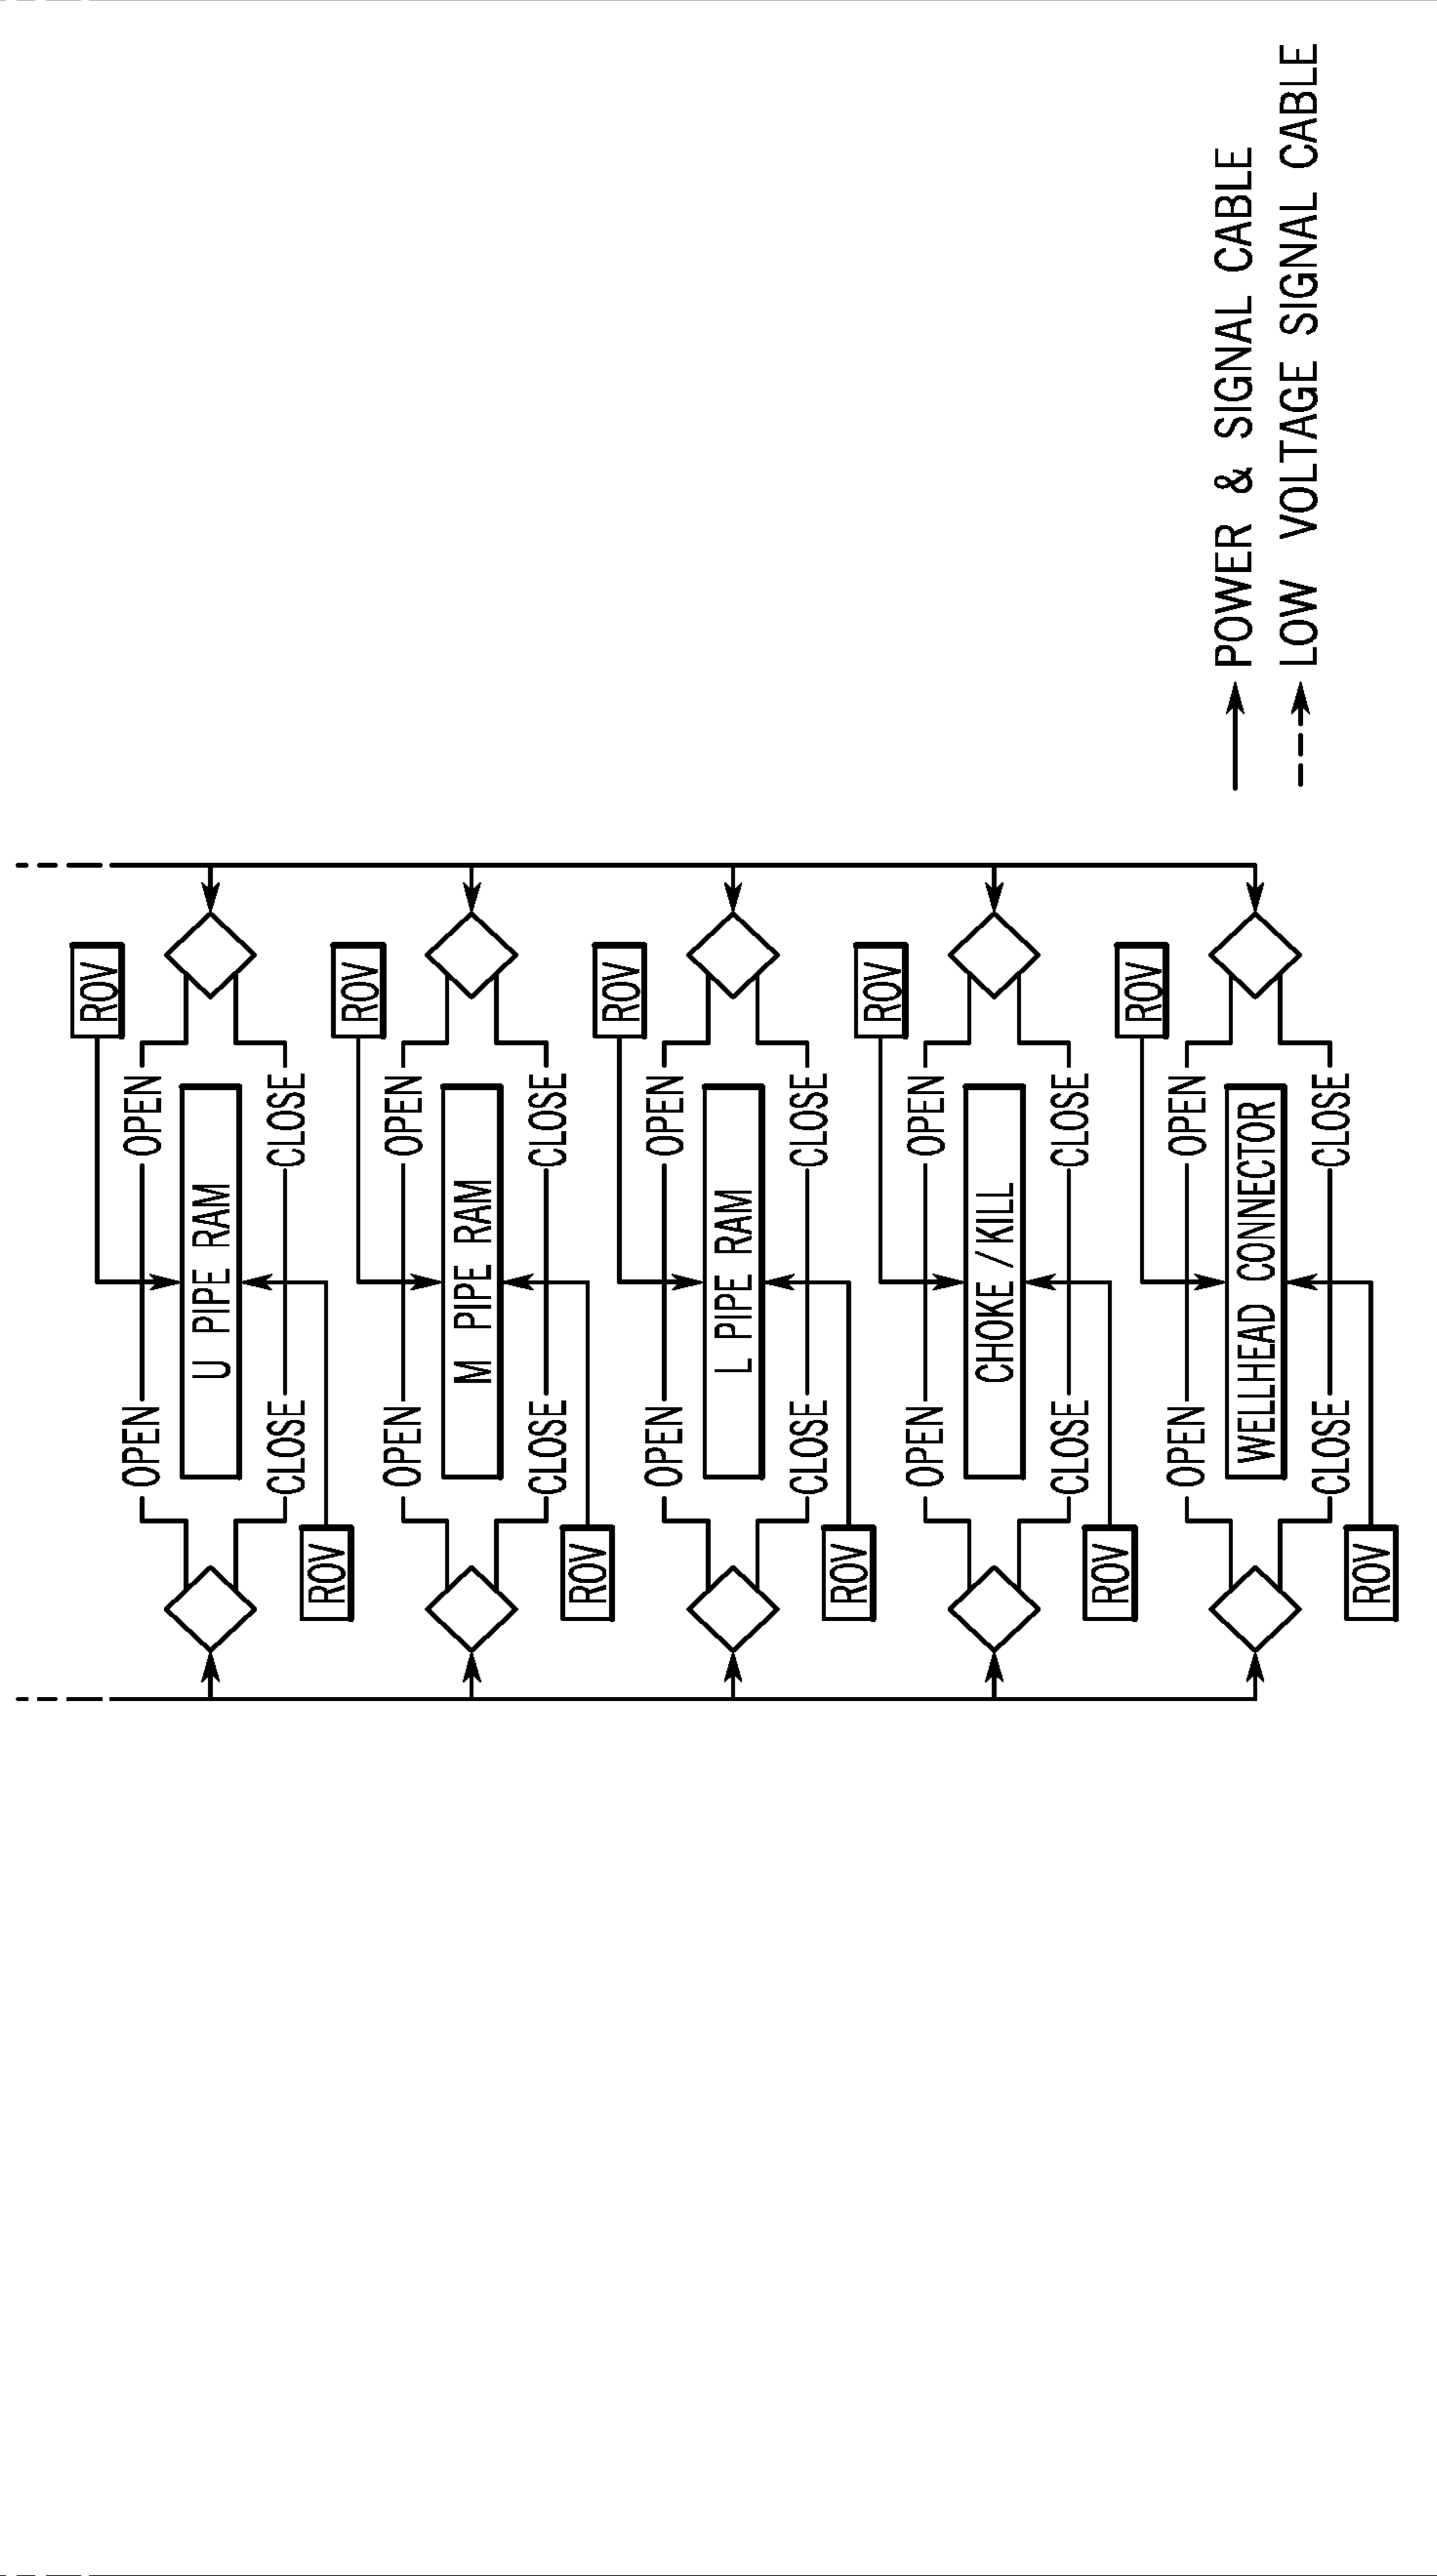 ROV
OPEN OPEN
U PIPE RAM
CLOSE CLOSE
ROV
ROV
OPEN OPEN
M PIPE RAM
CLOSE CLOSE
ROV
ROV
OPEN OPEN
L PIPE RAM
CLOSE CLOSE
ROV
ROV
OPEN OPEN
CHOKE/KILL
CLOSE CLOSE
ROV
ROV
OPEN OPEN
WELLHEAD CONNECTOR
CLOSE CLOSE
ROV
POWER & SIGNAL CABLE
LOW VOLTAGE SIGNAL CABLE